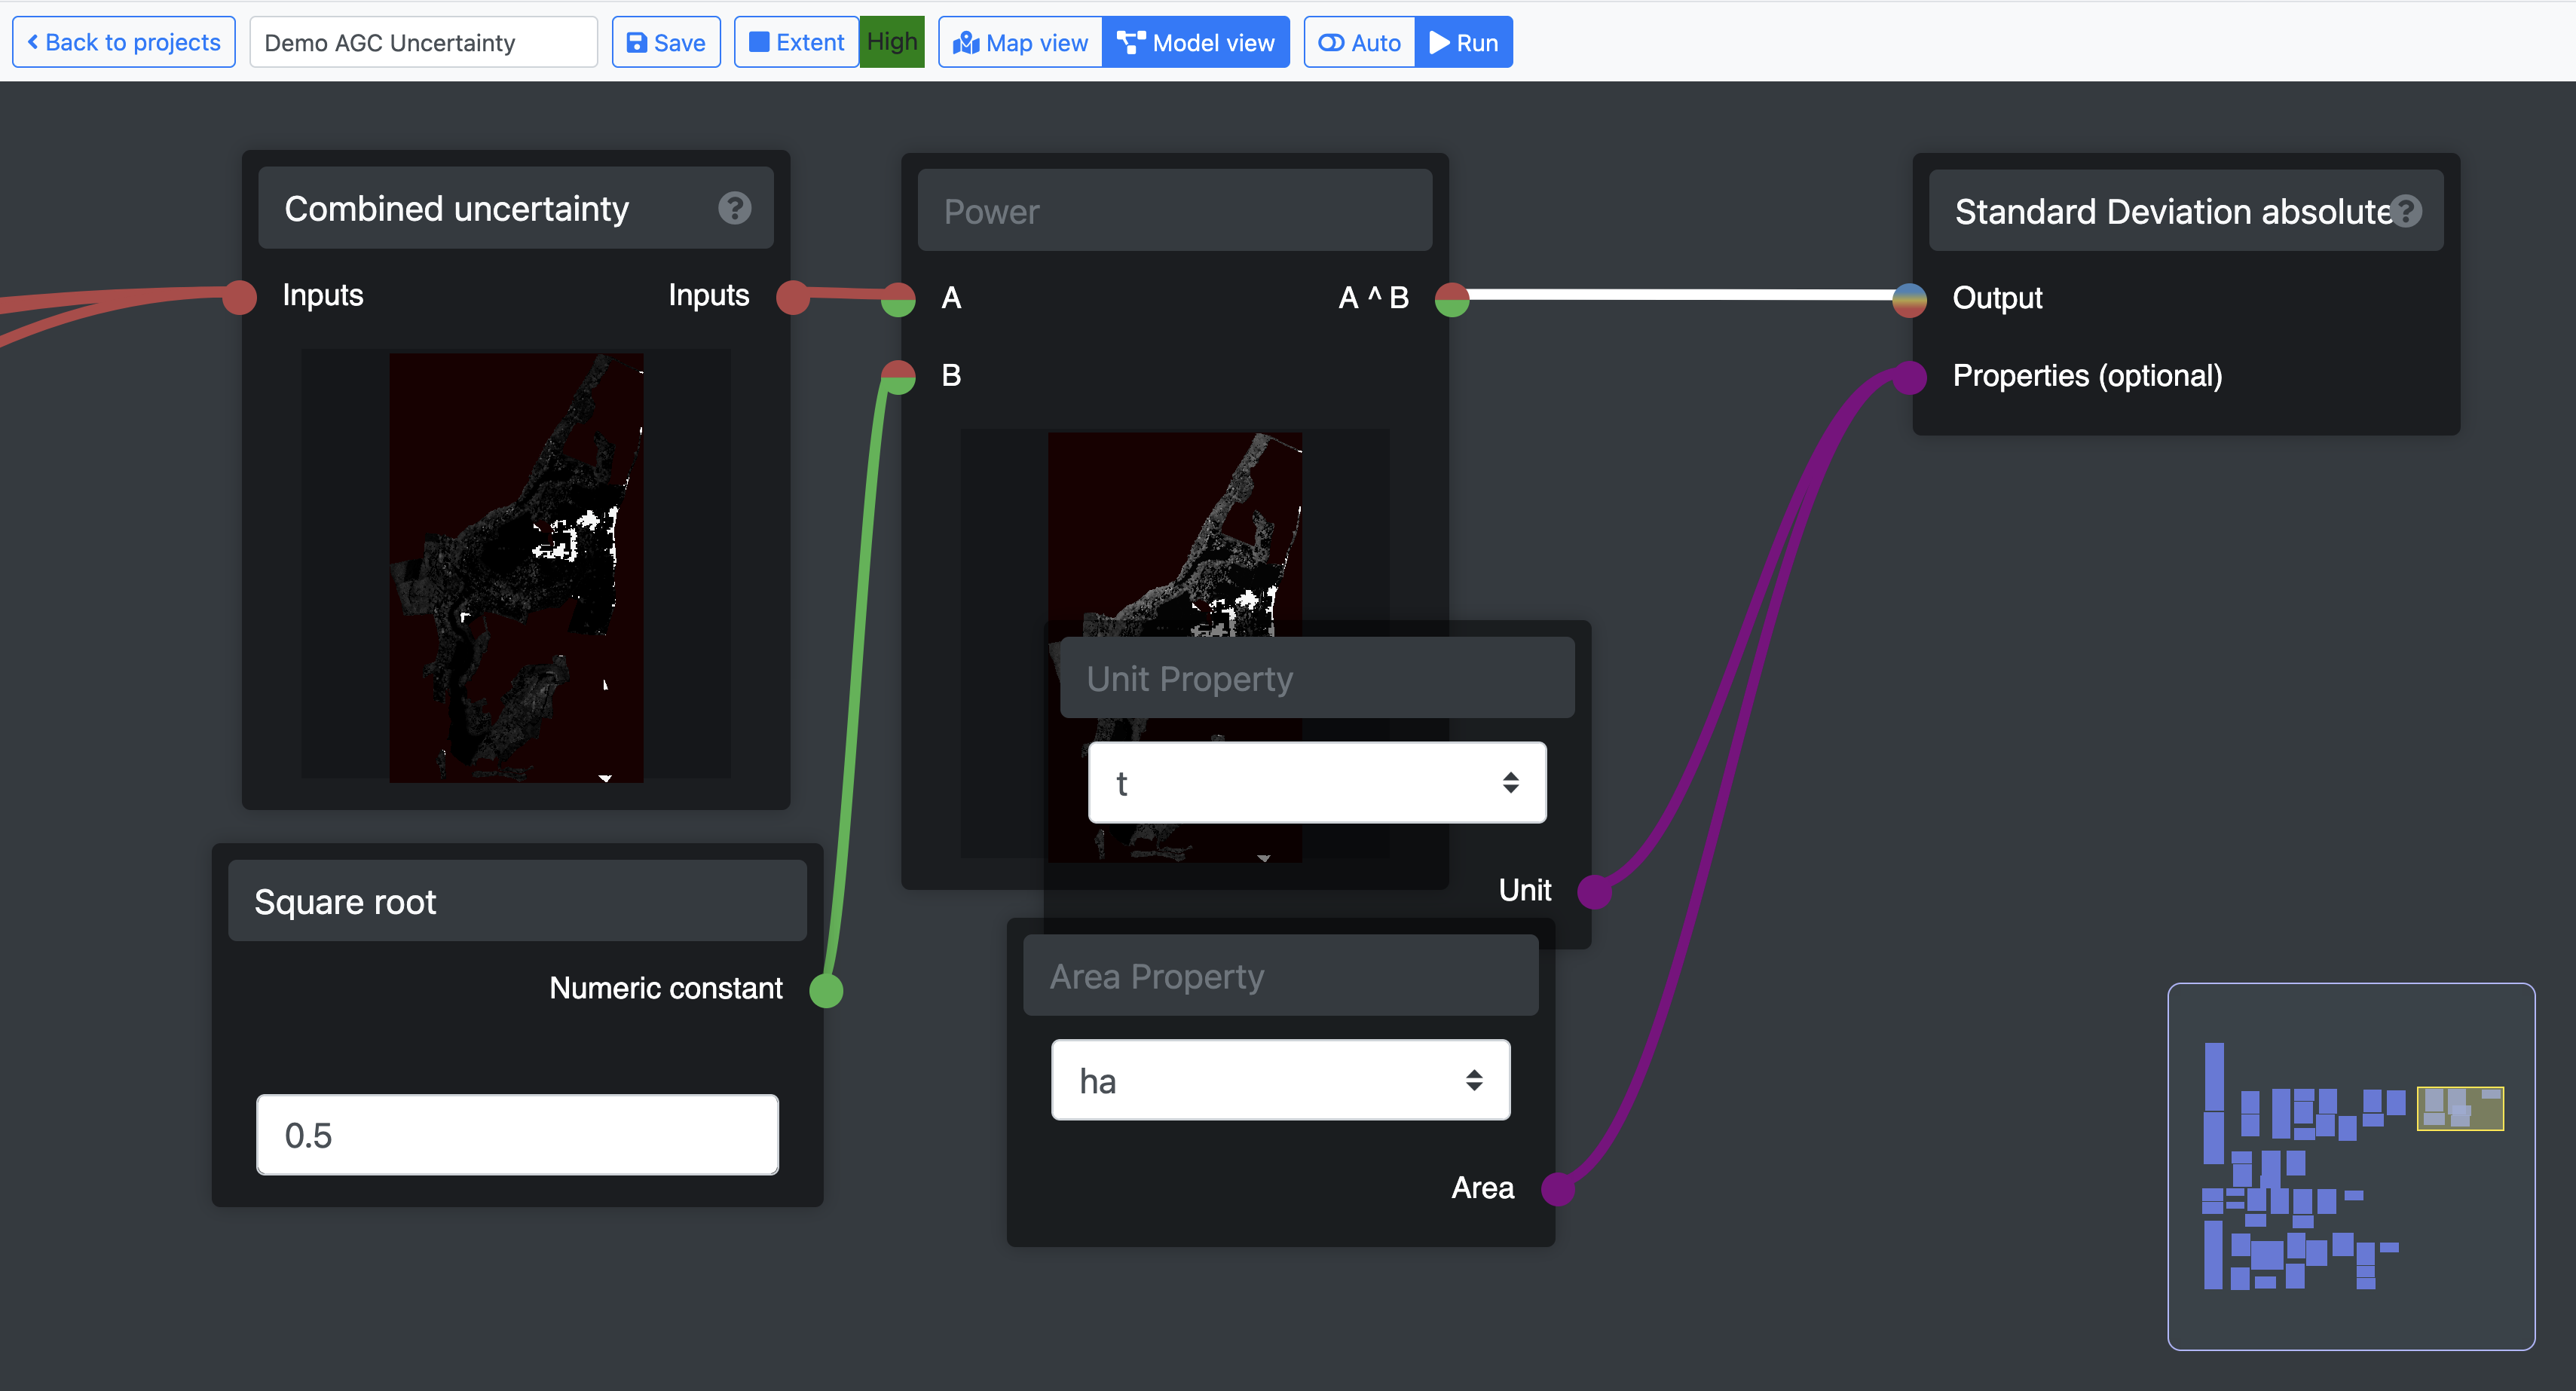 Back to projects
Demo AGC Uncertainty
Save
Extent
High
Map view
Model view
Auto
Run
Combined uncertainty
?
Inputs
Inputs
Power
A
A ^ B
B
Standard Deviation absolute
?
Output
Properties (optional)
Unit Property
t
Unit
Square root
Numeric constant
0.5
Area Property
ha
Area